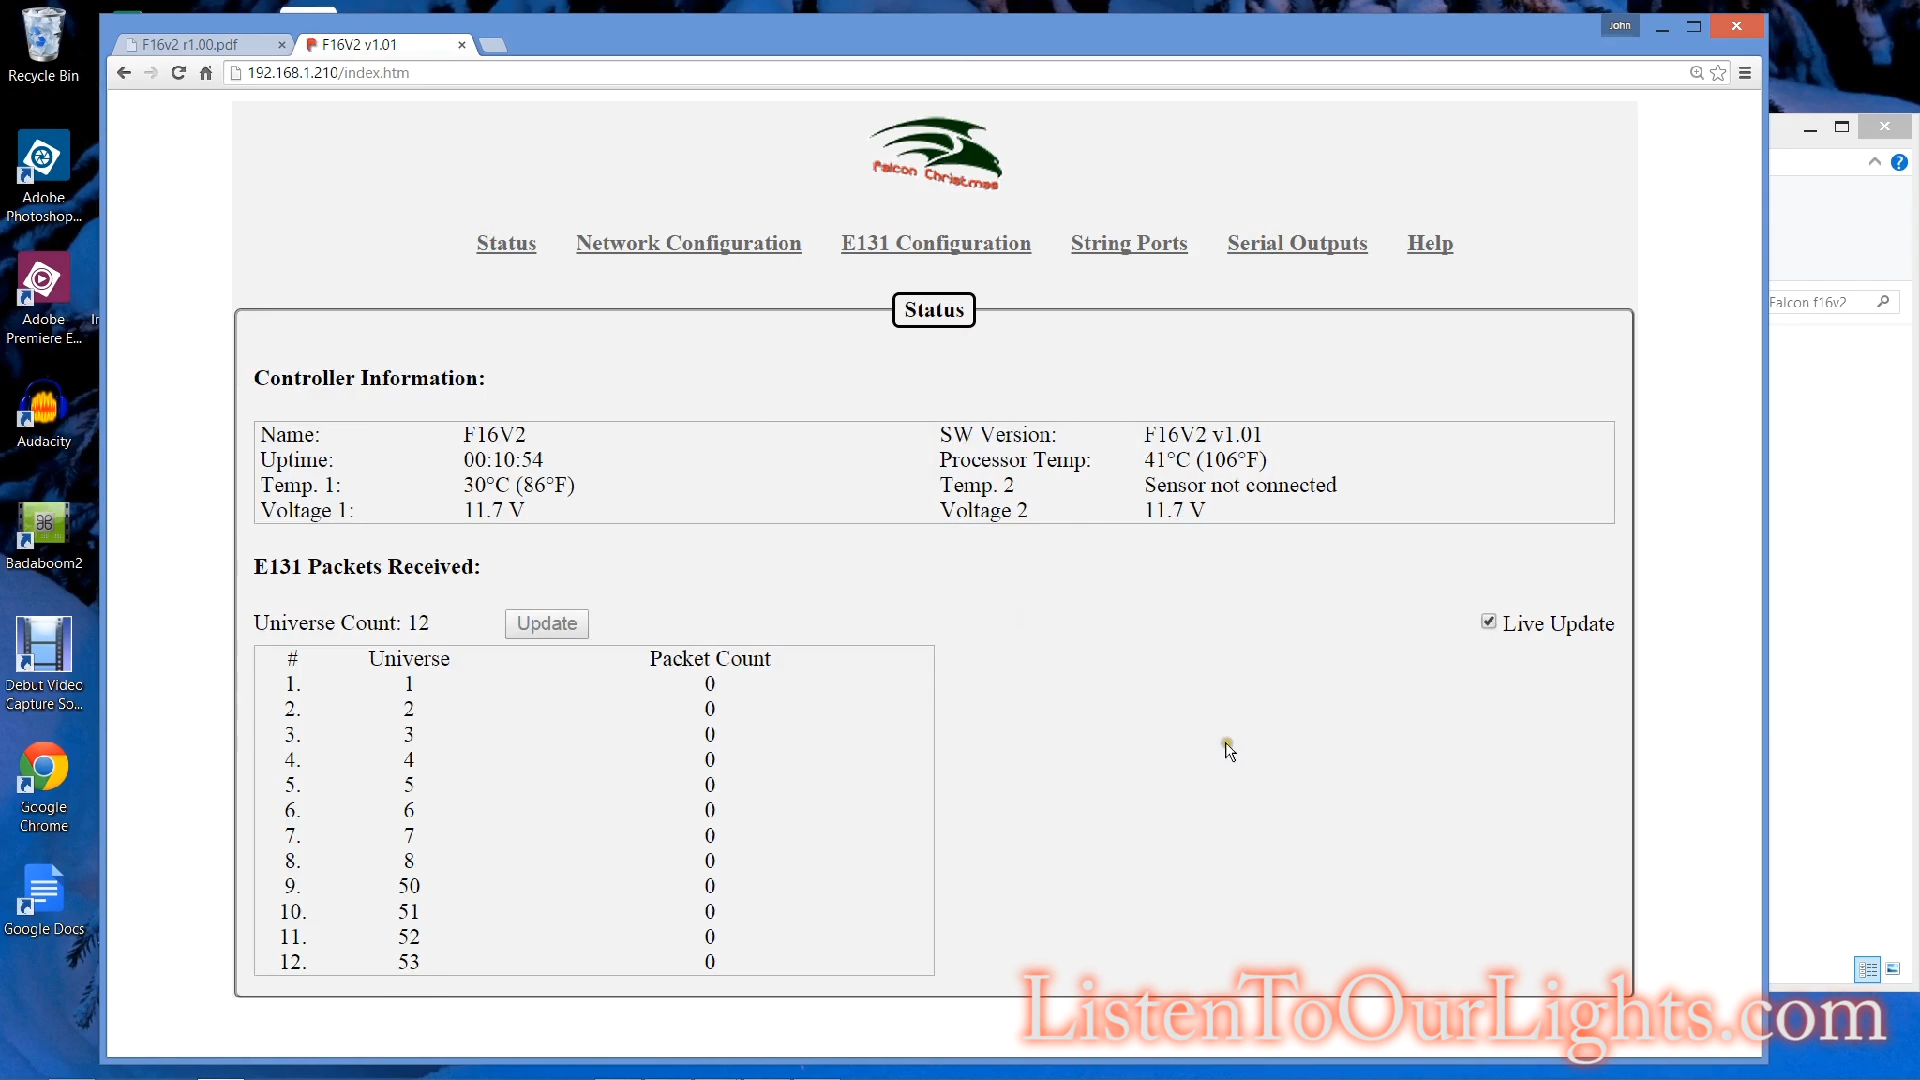 Recycle Bin
Adobe
Photoshop...
Adobe
Premiere E...
Audacity
Badaboom2
Debut Video
Capture So...
Google
Chrome
Google Docs
F16v2 r1.00.pdf
F16V2 v1.01
John
192.168.1.210/index.htm
Falcon Christmas
Status Network Configuration E131 Configuration String Ports Serial Outputs Help
Status
Controller Information:
Name: F16V2 SW Version: F16V2 v1.01
Uptime: 00:10:54 Processor Temp: 41°C (106°F)
Temp. 1: 30°C (86°F) Temp. 2 Sensor not connected
Voltage 1: 11.7 V Voltage 2 11.7 V
E131 Packets Received:
Universe Count: 12 Update Live Update
# Universe Packet Count
1. 1 0
2. 2 0
3. 3 0
4. 4 0
5. 5 0
6. 6 0
7. 7 0
8. 8 0
9. 50 0
10. 51 0
11. 52 0
12. 53 0
Falcon f16v2
ListenToOurLights.com